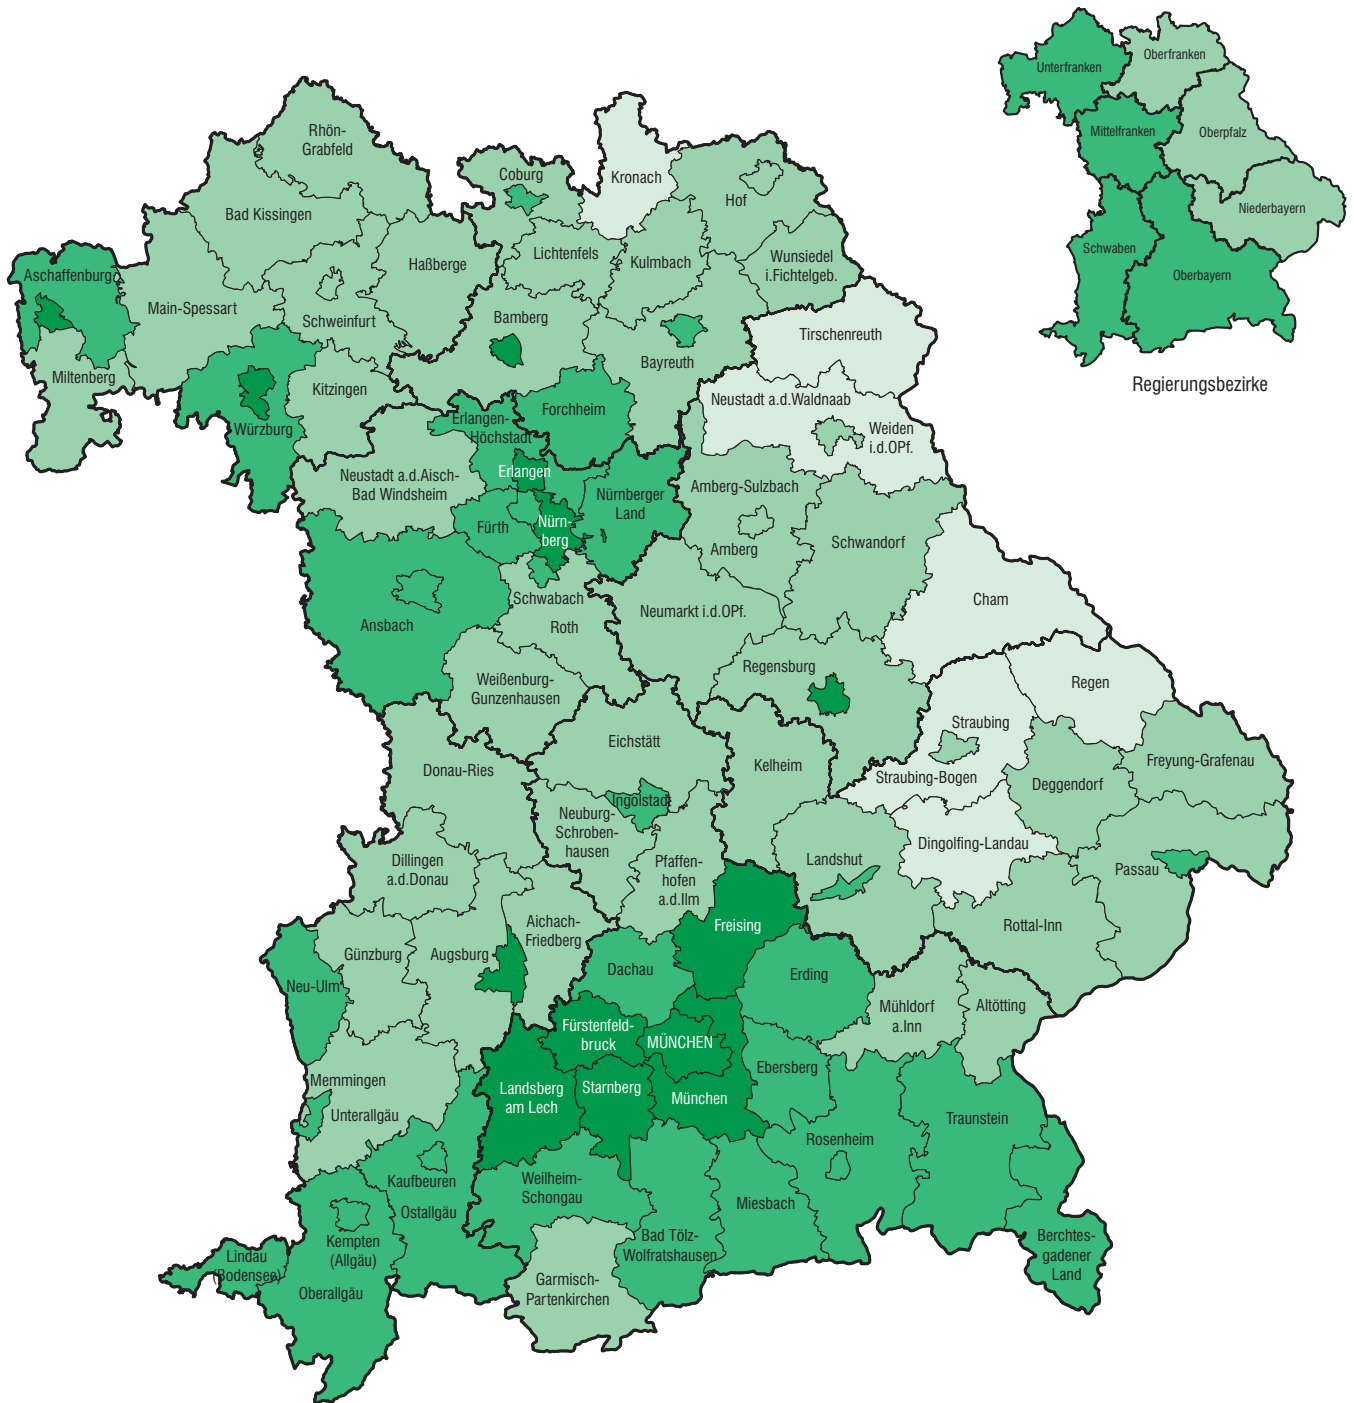 Unterfranken
Oberfranken
Mittelfranken
Oberpfalz
Niederbayern
Schwaben
Oberbayern
Regierungsbezirke
Rhön-
Grabfeld
Coburg
Kronach
Hof
Bad Kissingen
Haßberge
Lichtenfels
Kulmbach
Wunsiedel
i.Fichtelgeb.
Aschaffenburg
Main-Spessart
Schweinfurt
Bamberg
Bayreuth
Tirschenreuth
Miltenberg
Kitzingen
Würzburg
Forchheim
Erlangen-
Höchstadt
Neustadt a.d.Waldnaab
Weiden
i.d.OPf.
Neustadt a.d.Aisch-
Bad Windsheim
Erlangen
Nürnberger
Land
Amberg-Sulzbach
Fürth
Nürn-
berg
Amberg
Schwandorf
Ansbach
Schwabach
Roth
Neumarkt i.d.OPf.
Cham
Weißenburg-
Gunzenhausen
Regensburg
Regen
Straubing
Eichstätt
Donau-Ries
Kelheim
Straubing-Bogen
Deggendorf
Freyung-Grafenau
Ingolstadt
Neuburg-
Schroben-
hausen
Dillingen
a.d.Donau
Pfaffen-
hofen
a.d.Ilm
Landshut
Dingolfing-Landau
Passau
Aichach-
Friedberg
Freising
Rottal-Inn
Günzburg
Augsburg
Neu-Ulm
Dachau
Erding
Mühldorf
a.Inn
Altötting
Fürstenfeld-
bruck
MÜNCHEN
Memmingen
Unterallgäu
Landsberg
am Lech
Starnberg
München
Ebersberg
Traunstein
Rosenheim
Kaufbeuren
Ostallgäu
Weilheim-
Schongau
Miesbach
Kempten
(Allgäu)
Bad Tölz-
Wolfratshausen
Berchtes-
gadener
Land
Lindau
(Bodensee)
Oberallgäu
Garmisch-
Partenkirchen